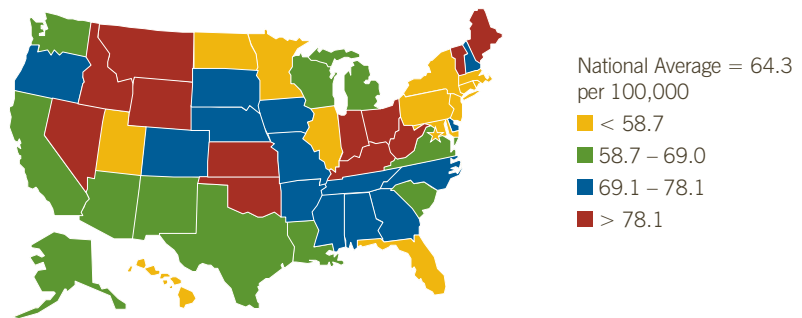 National Average = 64.3
per 100,000
< 58.7
58.7 – 69.0
69.1 – 78.1
> 78.1